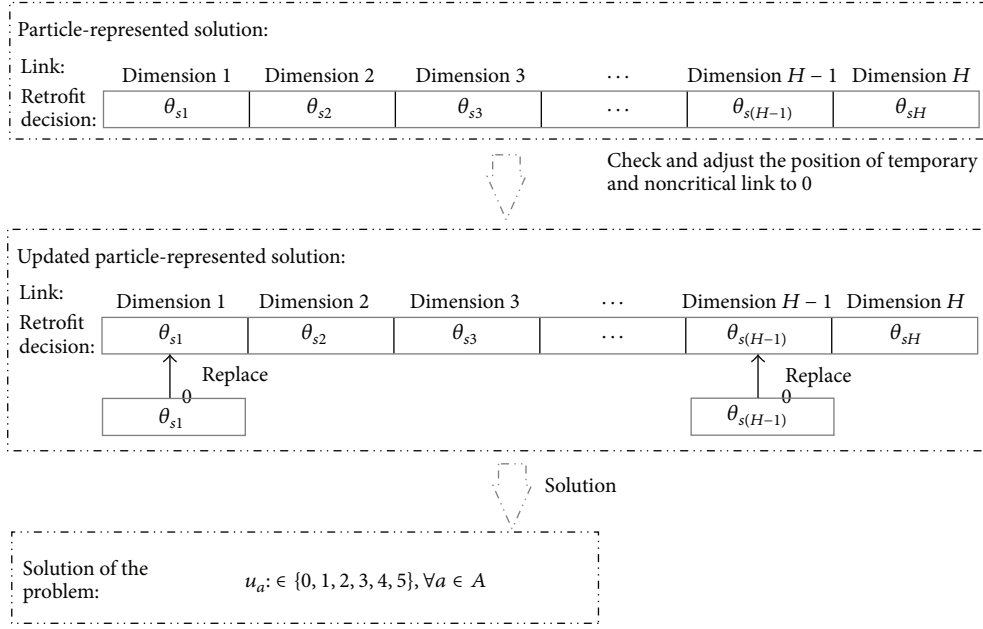 Particle-represented solution:
Link:
Dimension 1 Dimension 2 Dimension 3 ⋯ Dimension H − 1 Dimension H
Retrofit
decision:
θs1 θs2 θs3 ⋯ θs(H−1) θsH
Check and adjust the position of temporary
and noncritical link to 0
Updated particle-represented solution:
Link:
Dimension 1 Dimension 2 Dimension 3 ⋯ Dimension H − 1 Dimension H
Retrofit
decision:
θs1 θs2 θs3 ⋯ θs(H−1) θsH
Replace Replace
0 0
θs1 θs(H−1)
Solution
Solution of the
problem:
ua: ∈ {0, 1, 2, 3, 4, 5}, ∀a ∈ A